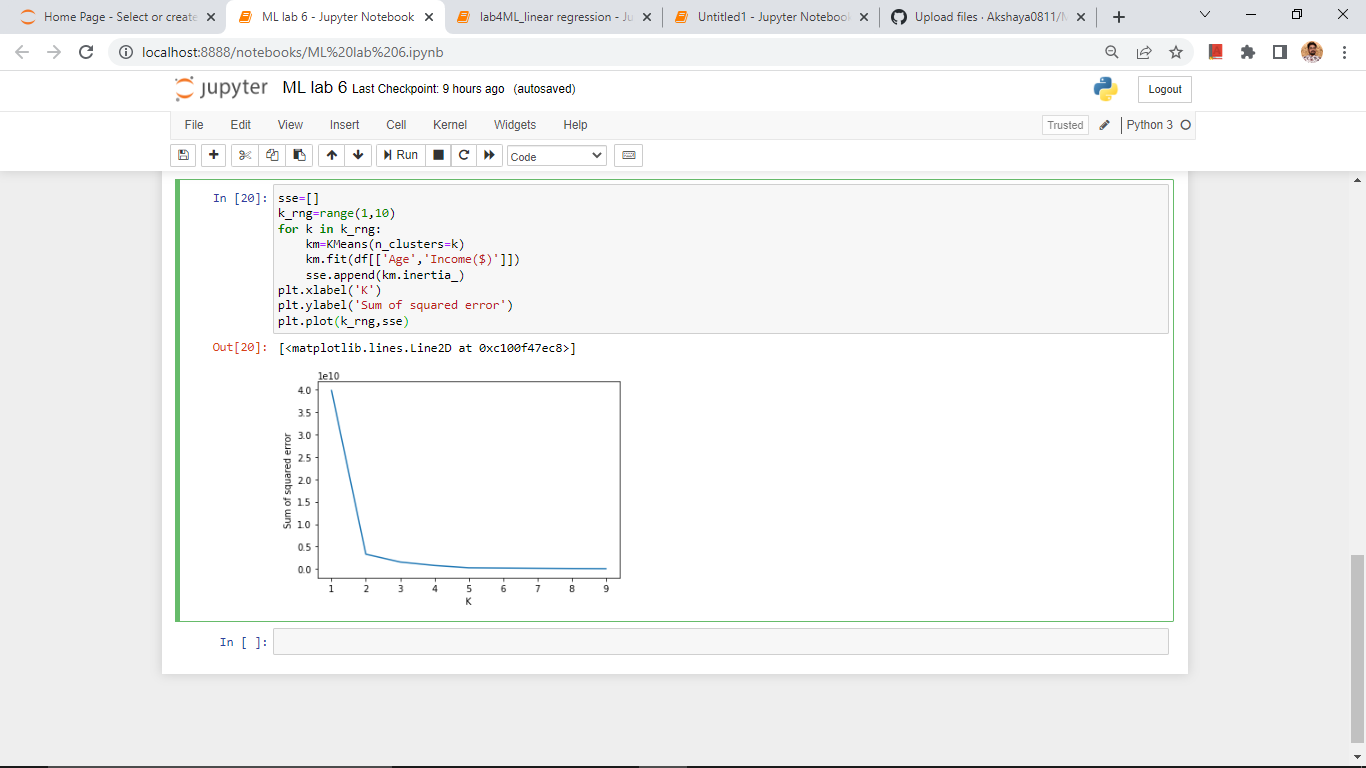 Home Page - Select or create
ML lab 6 - Jupyter Notebook
lab4ML_linear regression - Ju
Untitled1 - Jupyter Notebook
Upload files · Akshaya0811/M
localhost:8888/notebooks/ML%20lab%206.ipynb
jupyter ML lab 6 Last Checkpoint: 9 hours ago (autosaved)
Logout
File Edit View Insert Cell Kernel Widgets Help
Trusted
Python 3
Run
Code
In [20]:
sse=[]
k_rng=range(1,10)
for k in k_rng:
    km=KMeans(n_clusters=k)
    km.fit(df[['Age','Income($)']])
    sse.append(km.inertia_)
plt.xlabel('K')
plt.ylabel('Sum of squared error')
plt.plot(k_rng,sse)
Out[20]: [<matplotlib.lines.Line2D at 0xc100f47ec8>]
1e10
4.0
3.5
3.0
2.5
2.0
1.5
1.0
0.5
0.0
Sum of squared error
1 2 3 4 5 6 7 8 9
K
In [ ]: